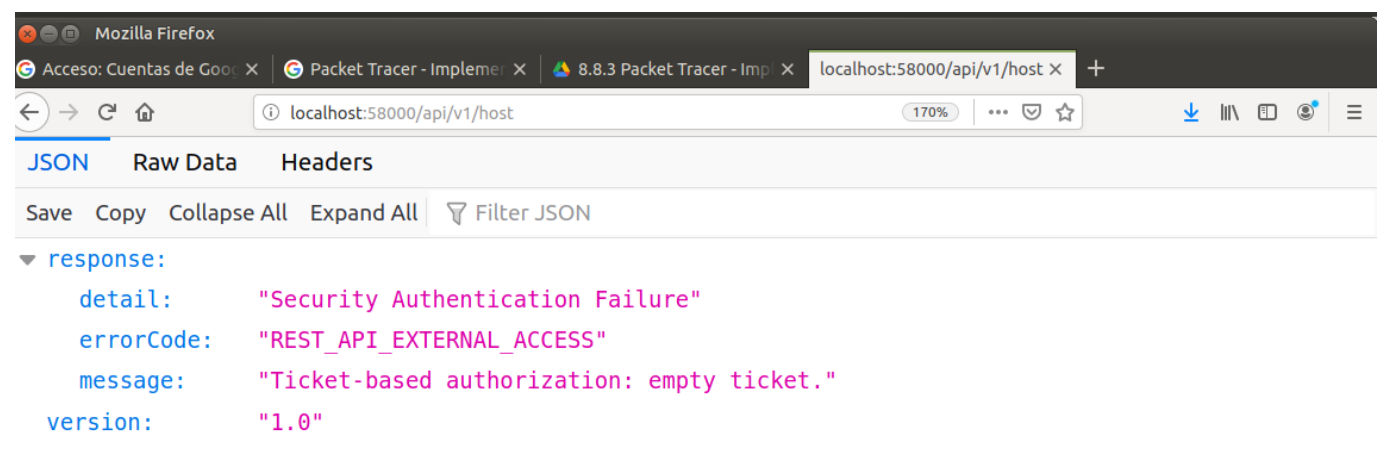 Mozilla Firefox
Acceso: Cuentas de Goog
Packet Tracer - Implemen
8.8.3 Packet Tracer - Imp
localhost:58000/api/v1/host
localhost:58000/api/v1/host
170%
JSON Raw Data Headers
Save Copy Collapse All Expand All Filter JSON
response:
detail: "Security Authentication Failure"
errorCode: "REST_API_EXTERNAL_ACCESS"
message: "Ticket-based authorization: empty ticket."
version: "1.0"